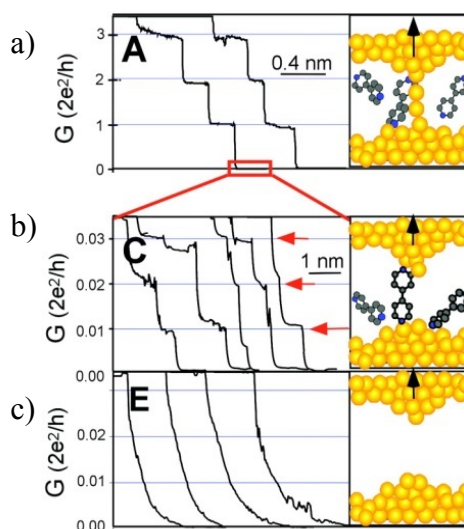 a)
G (2e²/h)
3
2
1
0
A
0.4 nm
b)
G (2e²/h)
0.03
0.02
0.01
0.00
C
1 nm
c)
G (2e²/h)
0.02
0.01
0.00
E